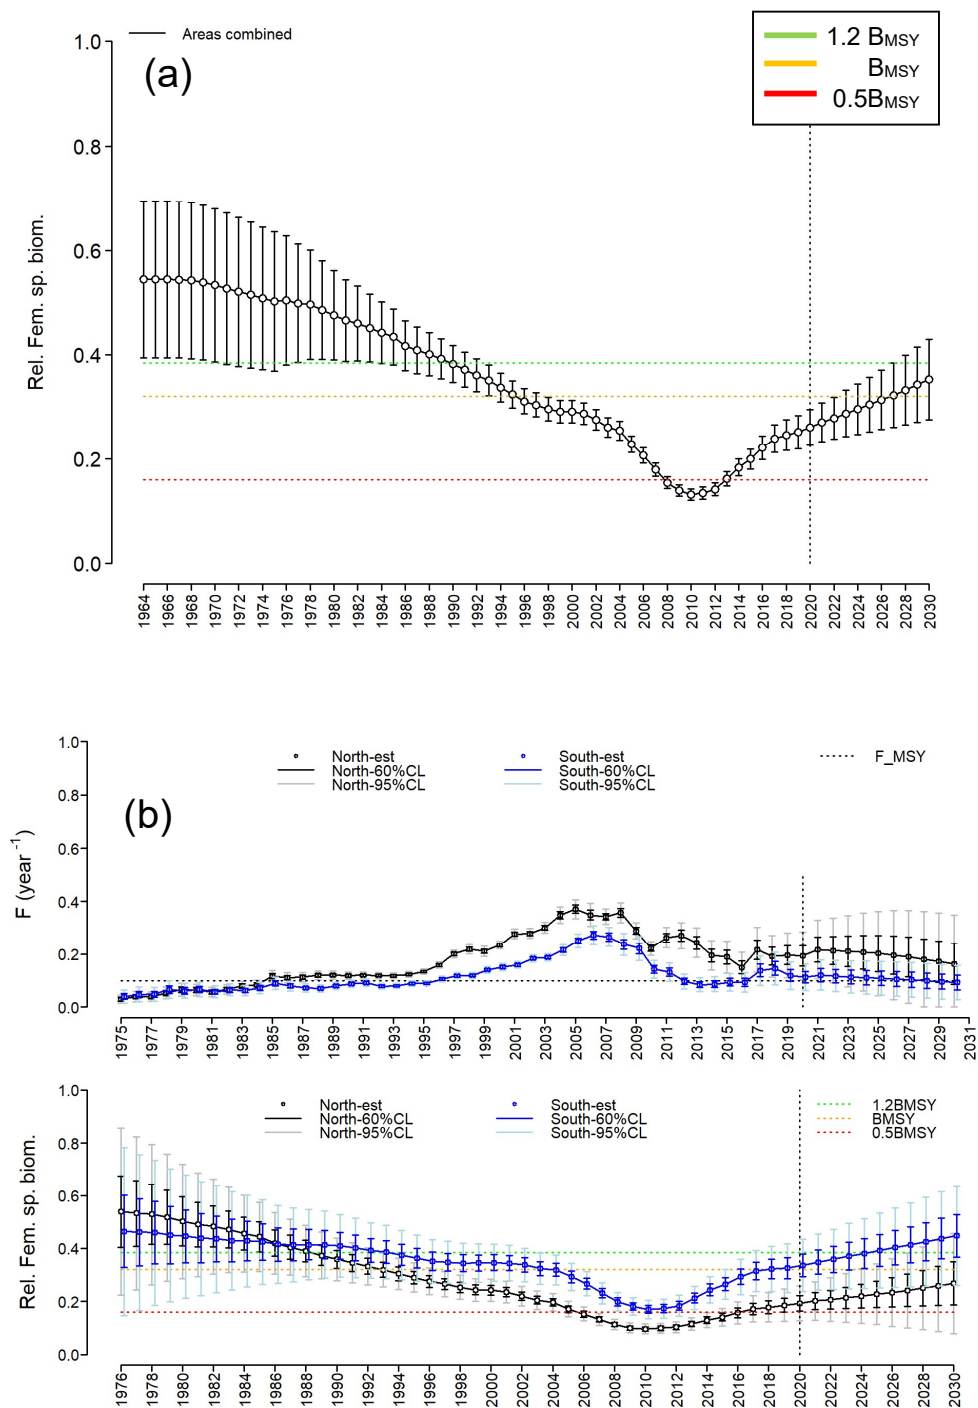 Areas combined
(a)
1.2 BMSY
BMSY
0.5BMSY
Rel. Fem. sp. biom.
1.0
0.8
0.6
0.4
0.2
0.0
1964 1966 1968 1970 1972 1974 1976 1978 1980 1982 1984 1986 1988 1990 1992 1994 1996 1998 2000 2002 2004 2006 2008 2010 2012 2014 2016 2018 2020 2022 2024 2026 2028 2030
(b)
North-est South-est F_MSY
North-60%CL South-60%CL
North-95%CL South-95%CL
F (year -1)
1.0
0.8
0.6
0.4
0.2
0.0
1975 1977 1979 1981 1983 1985 1987 1989 1991 1993 1995 1997 1999 2001 2003 2005 2007 2009 2011 2013 2015 2017 2019 2021 2023 2025 2027 2029 2031
North-est South-est 1.2BMSY
North-60%CL South-60%CL BMSY
North-95%CL South-95%CL 0.5BMSY
Rel. Fem. sp. biom.
1.0
0.8
0.6
0.4
0.2
0.0
1976 1978 1980 1982 1984 1986 1988 1990 1992 1994 1996 1998 2000 2002 2004 2006 2008 2010 2012 2014 2016 2018 2020 2022 2024 2026 2028 2030